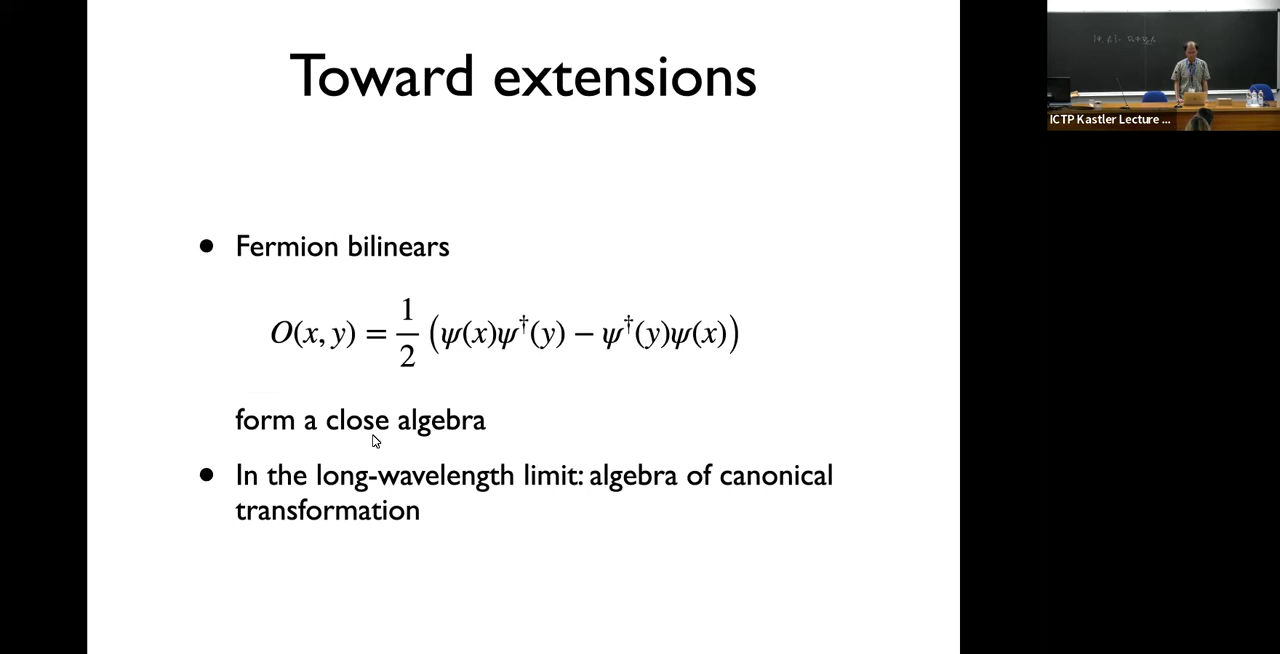 Toward extensions
• Fermion bilinears
O(x, y) = 1/2 (ψ(x)ψ†(y) − ψ†(y)ψ(x))
form a close algebra
• In the long-wavelength limit: algebra of canonical
transformation
ICTP Kastler Lecture ...